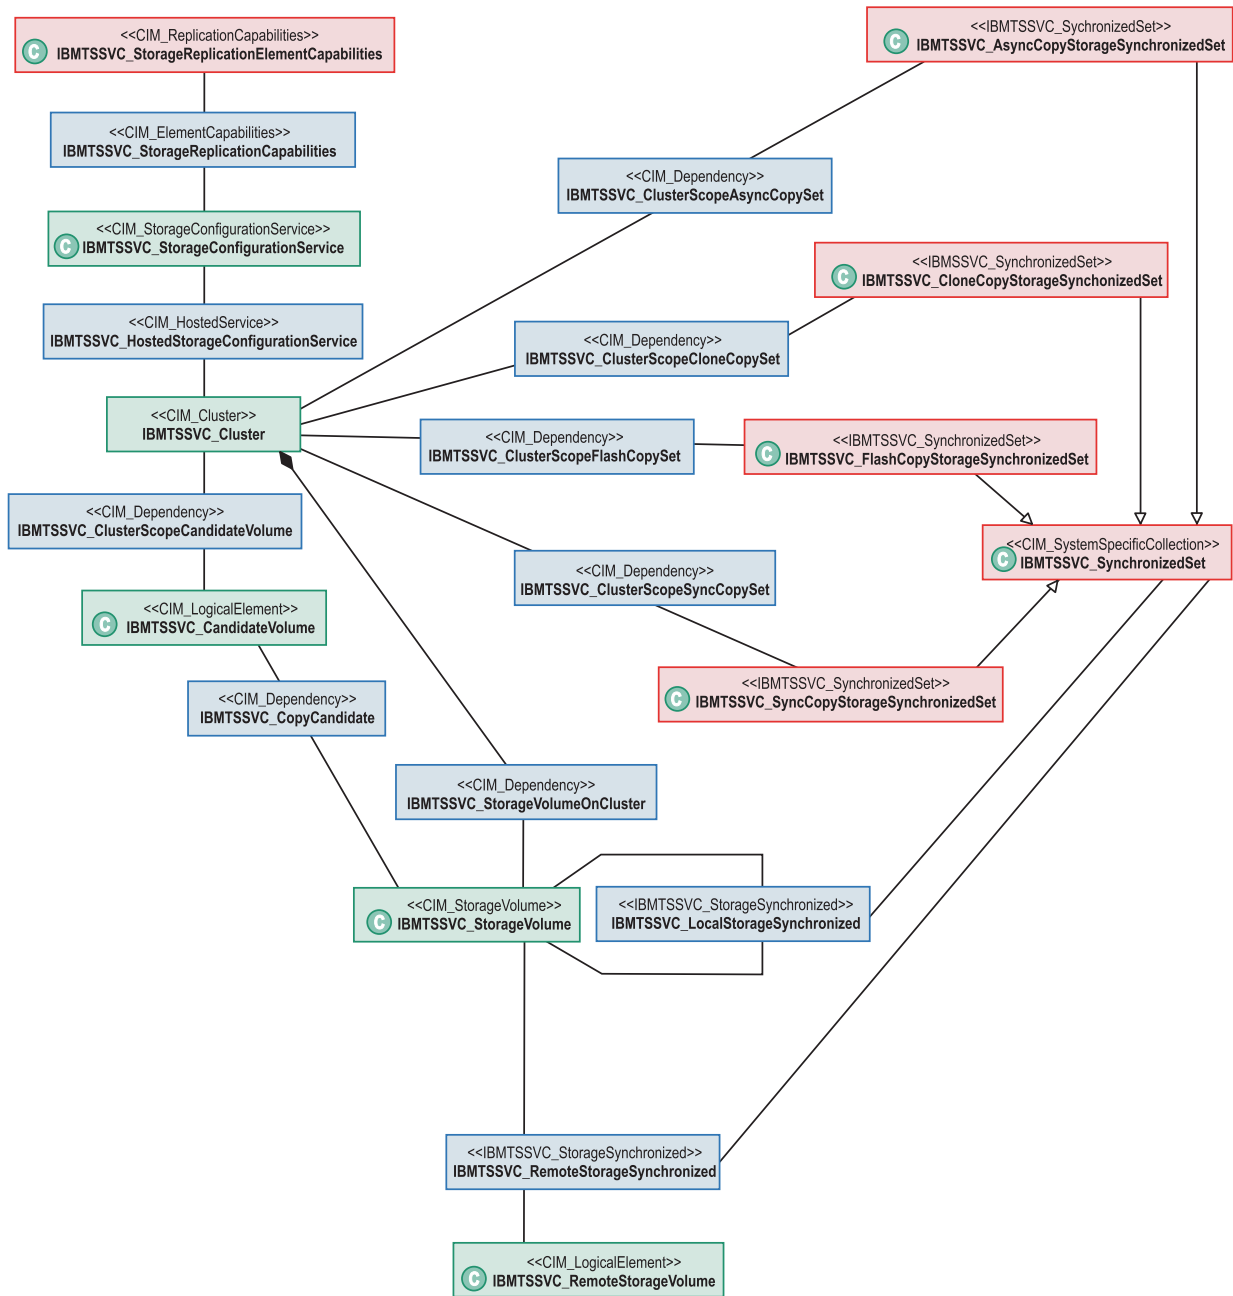 <<CIM_ReplicationCapabilities>>
C IBMTSSVC_StorageReplicationElementCapabilities
<<IBMTSSVC_SychronizedSet>>
C IBMTSSVC_AsyncCopyStorageSynchronizedSet
<<CIM_ElementCapabilities>>
IBMTSSVC_StorageReplicationCapabilities
<<CIM_Dependency>>
IBMTSSVC_ClusterScopeAsyncCopySet
<<CIM_StorageConfigurationService>>
C IBMTSSVC_StorageConfigurationService
<<IBMSSVC_SynchronizedSet>>
C IBMTSSVC_CloneCopyStorageSynchonizedSet
<<CIM_HostedService>>
IBMTSSVC_HostedStorageConfigurationService
<<CIM_Dependency>>
IBMTSSVC_ClusterScopeCloneCopySet
<<CIM_Cluster>>
IBMTSSVC_Cluster
<<CIM_Dependency>>
IBMTSSVC_ClusterScopeFlashCopySet
<<IBMTSSVC_SynchronizedSet>>
C IBMTSSVC_FlashCopyStorageSynchronizedSet
<<CIM_Dependency>>
IBMTSSVC_ClusterScopeCandidateVolume
<<CIM_SystemSpecificCollection>>
C IBMTSSVC_SynchronizedSet
<<CIM_Dependency>>
IBMTSSVC_ClusterScopeSyncCopySet
<<CIM_LogicalElement>>
C IBMTSSVC_CandidateVolume
<<IBMTSSVC_SynchronizedSet>>
C IBMTSSVC_SyncCopyStorageSynchronizedSet
<<CIM_Dependency>>
IBMTSSVC_CopyCandidate
<<CIM_Dependency>>
IBMTSSVC_StorageVolumeOnCluster
<<CIM_StorageVolume>>
C IBMTSSVC_StorageVolume
<<IBMTSSVC_StorageSynchronized>>
IBMTSSVC_LocalStorageSynchronized
<<IBMTSSVC_StorageSynchronized>>
IBMTSSVC_RemoteStorageSynchronized
<<CIM_LogicalElement>>
C IBMTSSVC_RemoteStorageVolume